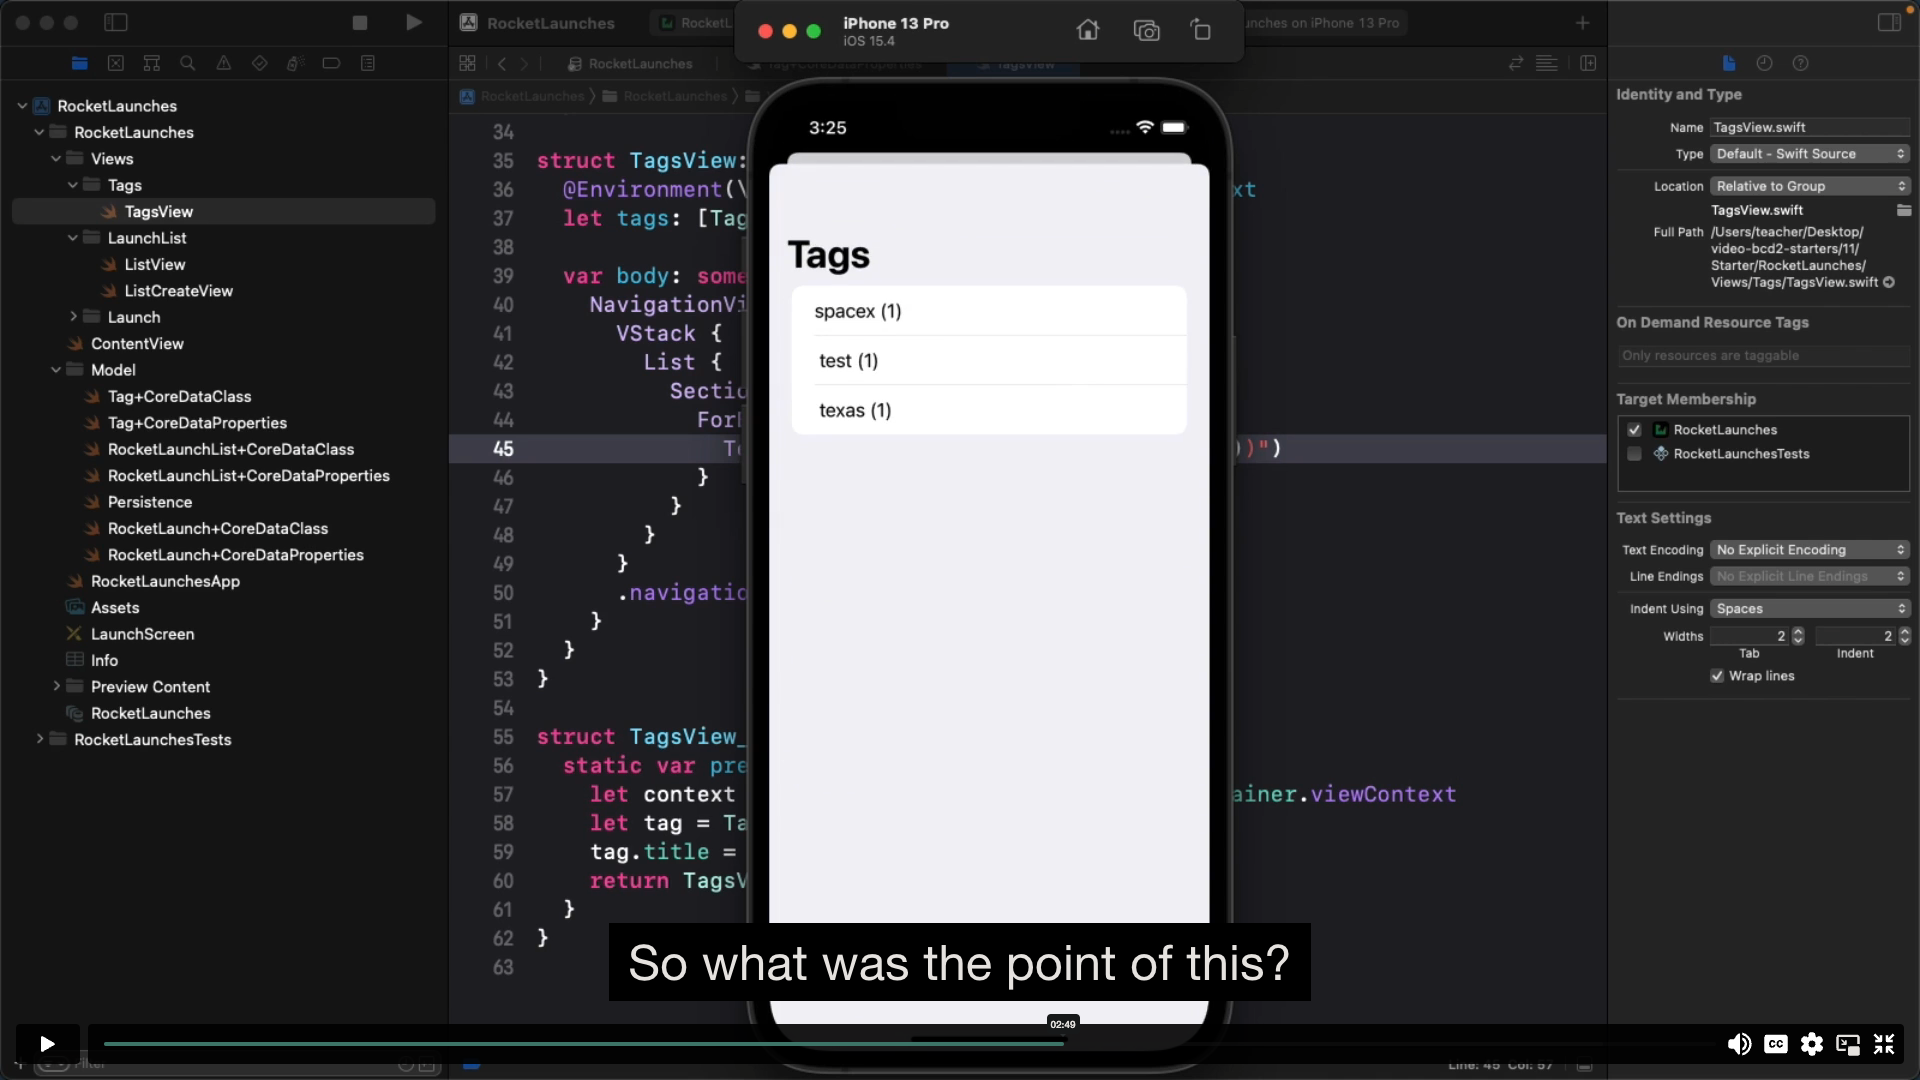 RocketLaunches
RocketL
iPhone 13 Pro
iOS 15.4
unches on iPhone 13 Pro
RocketLaunches
Tag+CoreDataProperties
TagsView
RocketLaunches
RocketLaunches
RocketLaunches
RocketLaunches
Views
Tags
TagsView
LaunchList
ListView
ListCreateView
Launch
ContentView
Model
Tag+CoreDataClass
Tag+CoreDataProperties
RocketLaunchList+CoreDataClass
RocketLaunchList+CoreDataProperties
Persistence
RocketLaunch+CoreDataClass
RocketLaunch+CoreDataProperties
RocketLaunchesApp
Assets
LaunchScreen
Info
Preview Content
RocketLaunches
RocketLaunchesTests
Filter
34
35 struct TagsView:
36 @Environment(\ xt
37 let tags: [Tag
38
39 var body: some
40 NavigationVi
41 VStack {
42 List {
43 Sectio
44 For
45 Te ))")
46 }
47 }
48 }
49 }
50 .navigatio
51 }
52 }
53 }
54
55 struct TagsView_
56 static var pre
57 let context ainer.viewContext
58 let tag = Ta
59 tag.title =
60 return TagsV
61 }
62 }
63
3:25
Tags
spacex (1)
test (1)
texas (1)
So what was the point of this?
02:49
CC
Line: 45 Col: 57
Identity and Type
Name TagsView.swift
Type Default - Swift Source
Location Relative to Group
TagsView.swift
Full Path /Users/teacher/Desktop/
video-bcd2-starters/11/
Starter/RocketLaunches/
Views/Tags/TagsView.swift
On Demand Resource Tags
Only resources are taggable
Target Membership
RocketLaunches
RocketLaunchesTests
Text Settings
Text Encoding No Explicit Encoding
Line Endings No Explicit Line Endings
Indent Using Spaces
Widths 2 2
Tab Indent
Wrap lines